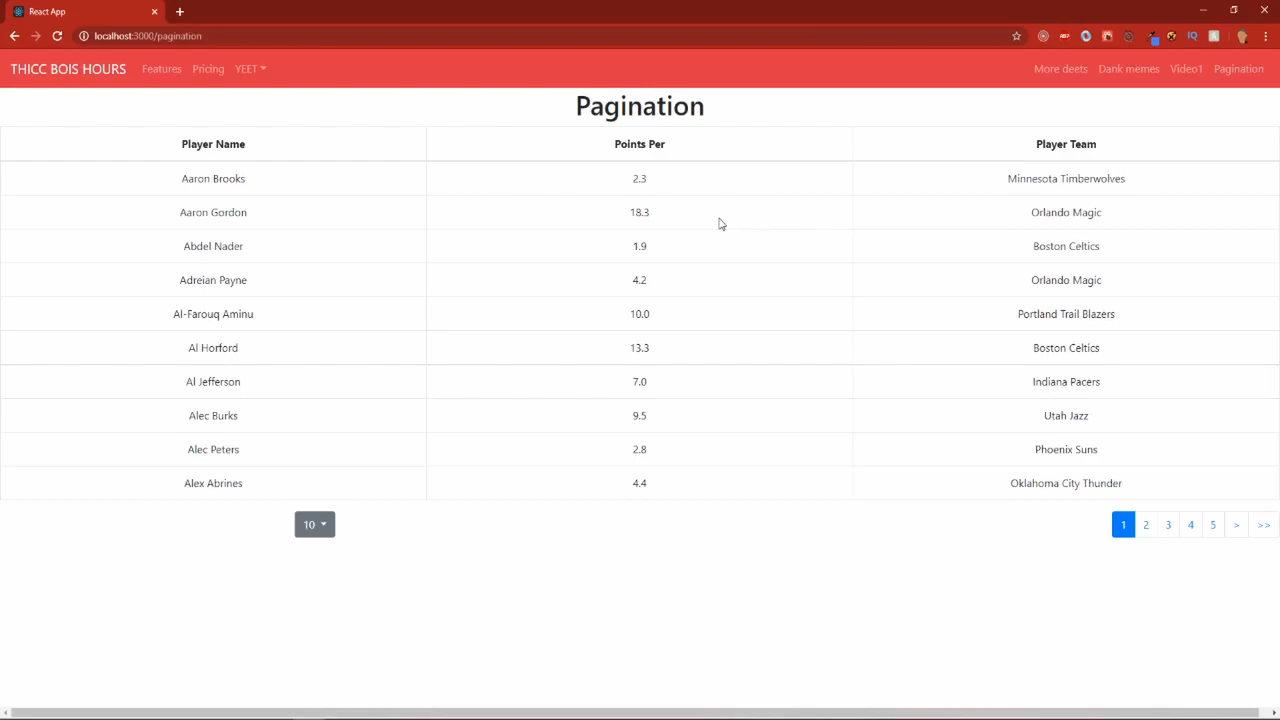 React App
localhost:3000/pagination
THICC BOIS HOURS Features Pricing YEET More deets Dank memes Video1 Pagination
Pagination
Player Name Points Per Player Team
Aaron Brooks 2.3 Minnesota Timberwolves
Aaron Gordon 18.3 Orlando Magic
Abdel Nader 1.9 Boston Celtics
Adreian Payne 4.2 Orlando Magic
Al-Farouq Aminu 10.0 Portland Trail Blazers
Al Horford 13.3 Boston Celtics
Al Jefferson 7.0 Indiana Pacers
Alec Burks 9.5 Utah Jazz
Alec Peters 2.8 Phoenix Suns
Alex Abrines 4.4 Oklahoma City Thunder
10 1 2 3 4 5 > >>